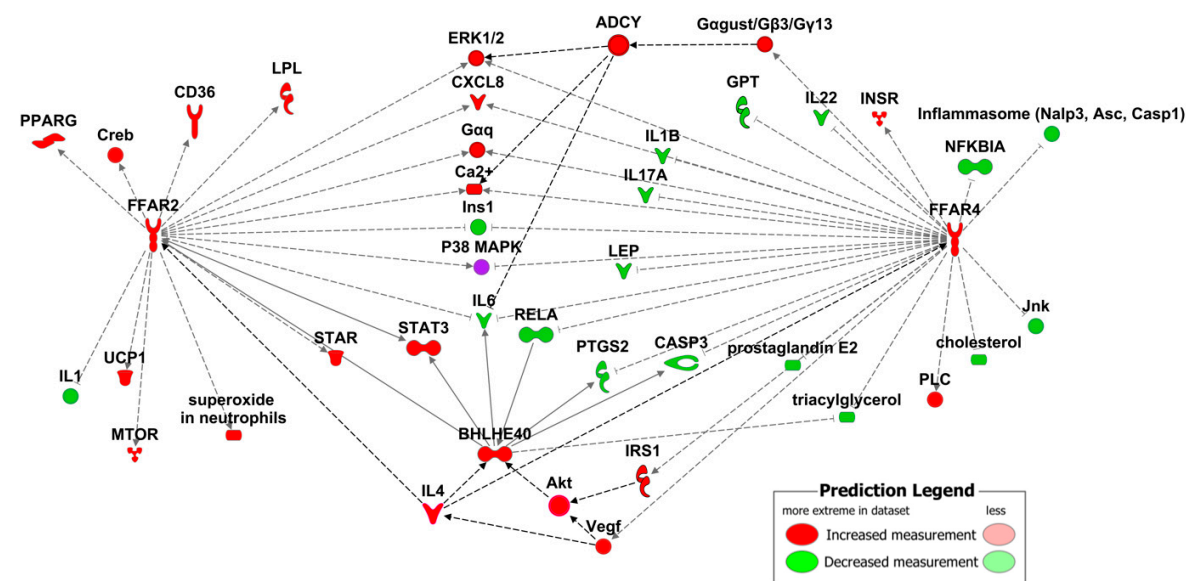 ADCY
Gαgust/Gβ3/Gγ13
ERK1/2
LPL
CXCL8
GPT
CD36
IL22
INSR
Inflammasome (Nalp3, Asc, Casp1)
PPARG
Creb
Gαq
IL1B
NFKBIA
Ca2+
IL17A
FFAR2
Ins1
FFAR4
P38 MAPK
LEP
IL6
RELA
Jnk
STAR
STAT3
PTGS2
CASP3
prostaglandin E2
cholesterol
UCP1
IL1
PLC
superoxide
in neutrophils
triacylglycerol
MTOR
BHLHE40
IRS1
IL4
Akt
Vegf
Prediction Legend
more extreme in dataset
less
Increased measurement
Decreased measurement